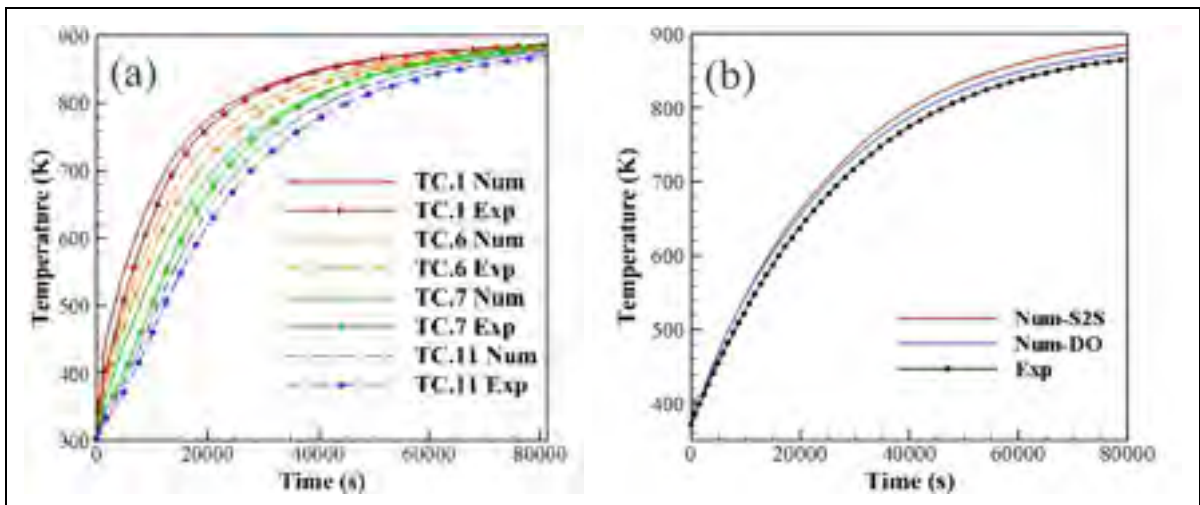 (a)
Temperature (K)
900
800
700
600
500
400
300
TC.1 Num
TC.1 Exp
TC.6 Num
TC.6 Exp
TC.7 Num
TC.7 Exp
TC.11 Num
TC.11 Exp
0 20000 40000 60000 80000
Time (s)
(b)
Temperature (K)
900
800
700
600
500
400
Num-S2S
Num-DO
Exp
0 20000 40000 60000 80000
Time (s)